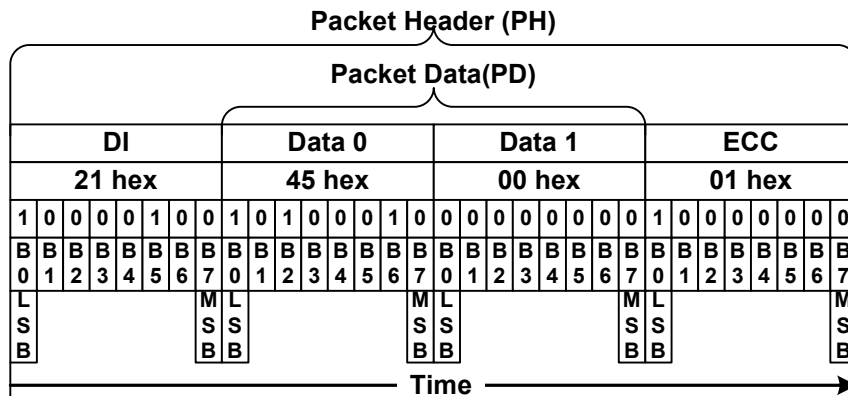 Packet Header (PH)
Packet Data(PD)
DI Data 0 Data 1 ECC
21 hex 45 hex 00 hex 01 hex
1 0 0 0 0 1 0 0 1 0 1 0 0 0 1 0 0 0 0 0 0 0 0 0 1 0 0 0 0 0 0 0
B B B B B B B B B B B B B B B B B B B B B B B B B B B B B B B B
0 1 2 3 4 5 6 7 0 1 2 3 4 5 6 7 0 1 2 3 4 5 6 7 0 1 2 3 4 5 6 7
L M L M L M L M
S S S S S S S S
B B B B B B B B
Time